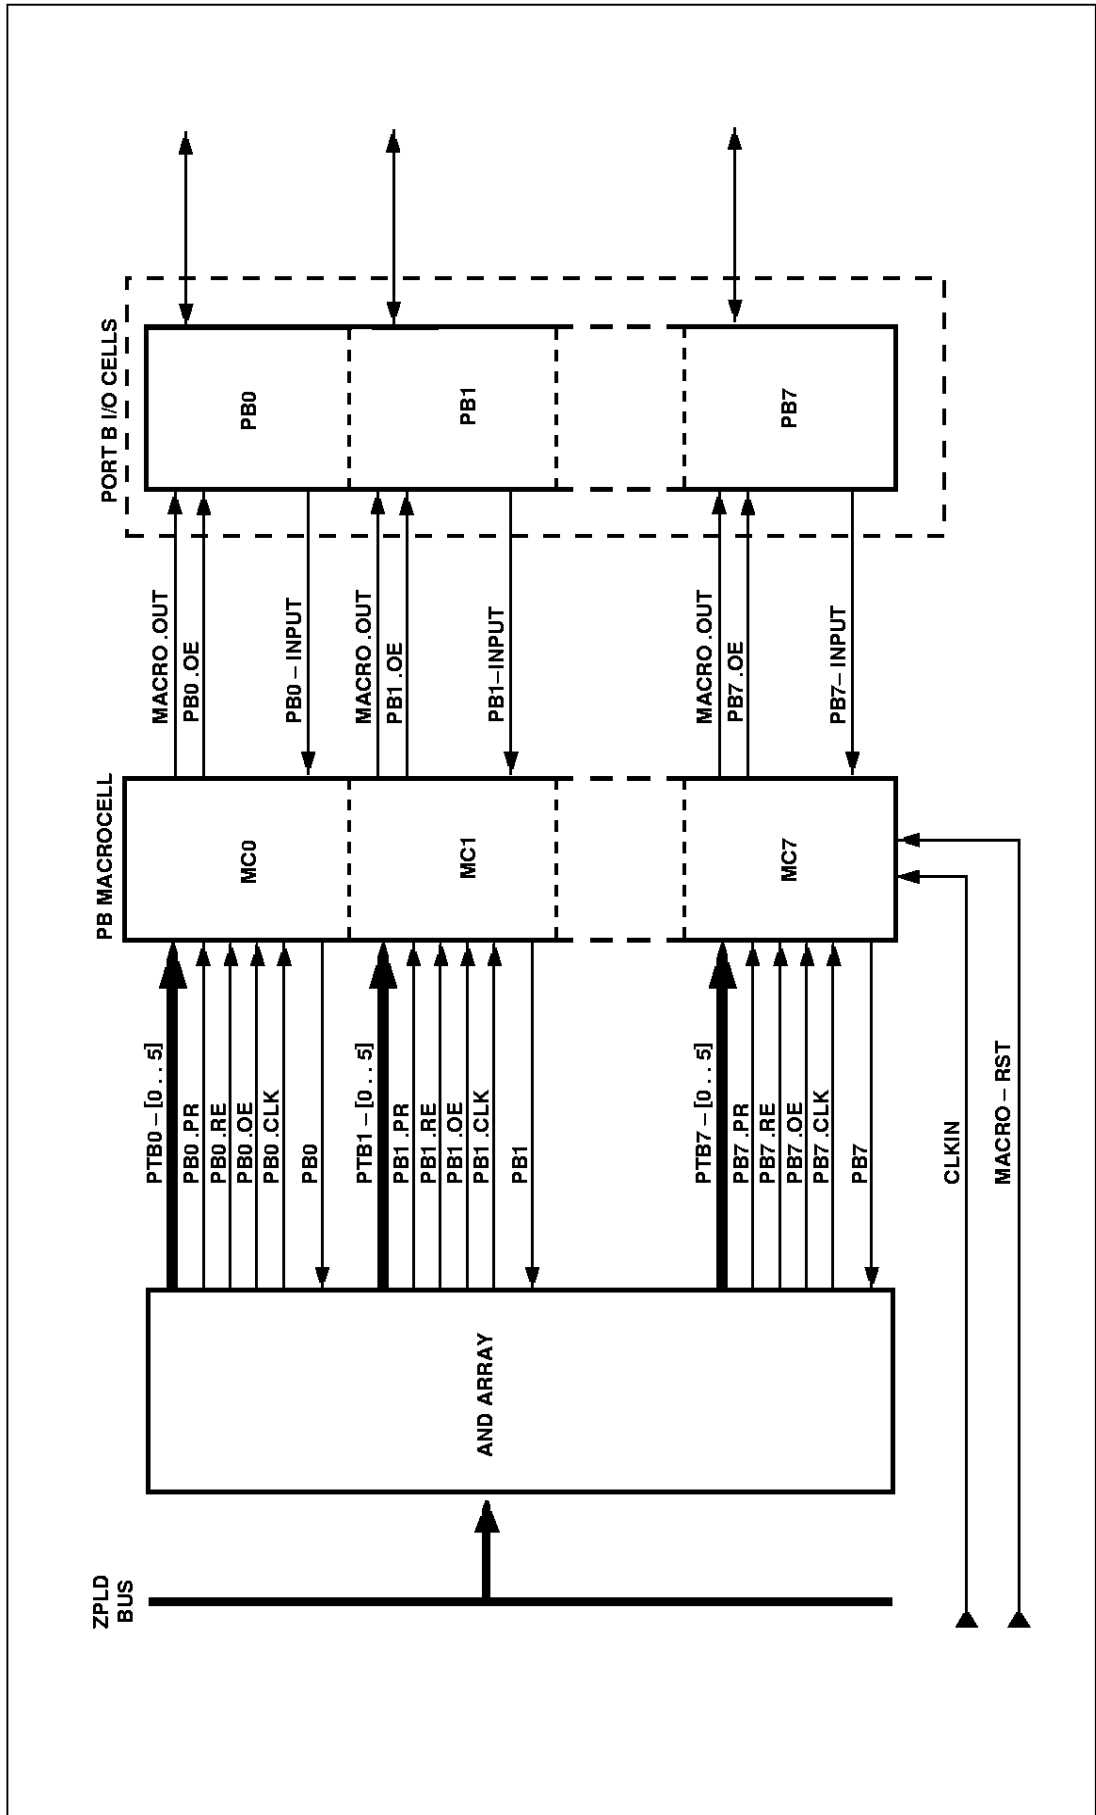 ZPLD
BUS
AND ARRAY
PTB0 – [0 . . 5]
PB0 .PR
PB0 .RE
PB0 .OE
PB0 .CLK
PB0
PTB1 – [0 . . 5]
PB1 .PR
PB1 .RE
PB1 .OE
PB1 .CLK
PB1
PTB7 – [0 . . 5]
PB7.PR
PB7.RE
PB7.OE
PB7.CLK
PB7
CLKIN
MACRO – RST
PB MACROCELL
MC0
MC1
MC7
MACRO .OUT
PB0 .OE
PB0 – INPUT
MACRO .OUT
PB1 .OE
PB1–INPUT
MACRO .OUT
PB7 .OE
PB7– INPUT
PORT B I/O CELLS
PB0
PB1
PB7